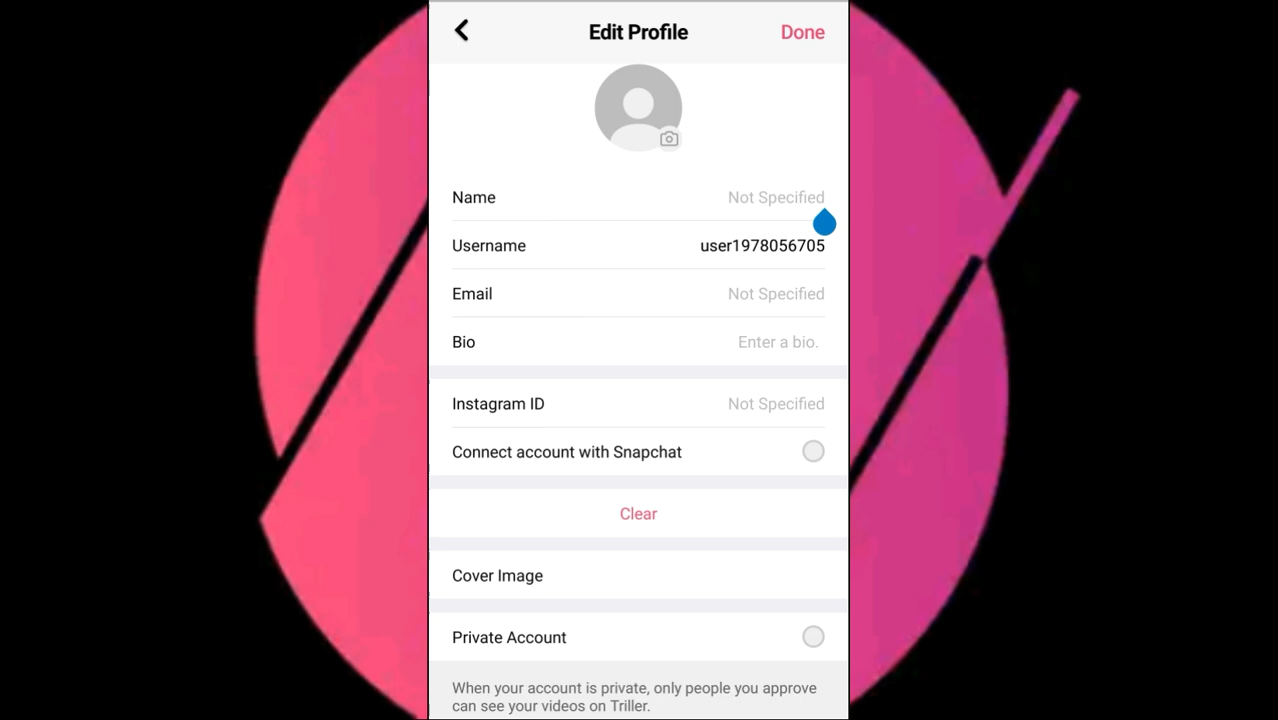 Edit Profile
Done
Name Not Specified
Username user1978056705
Email Not Specified
Bio Enter a bio.
Instagram ID Not Specified
Connect account with Snapchat
Clear
Cover Image
Private Account
When your account is private, only people you approve
can see your videos on Triller.